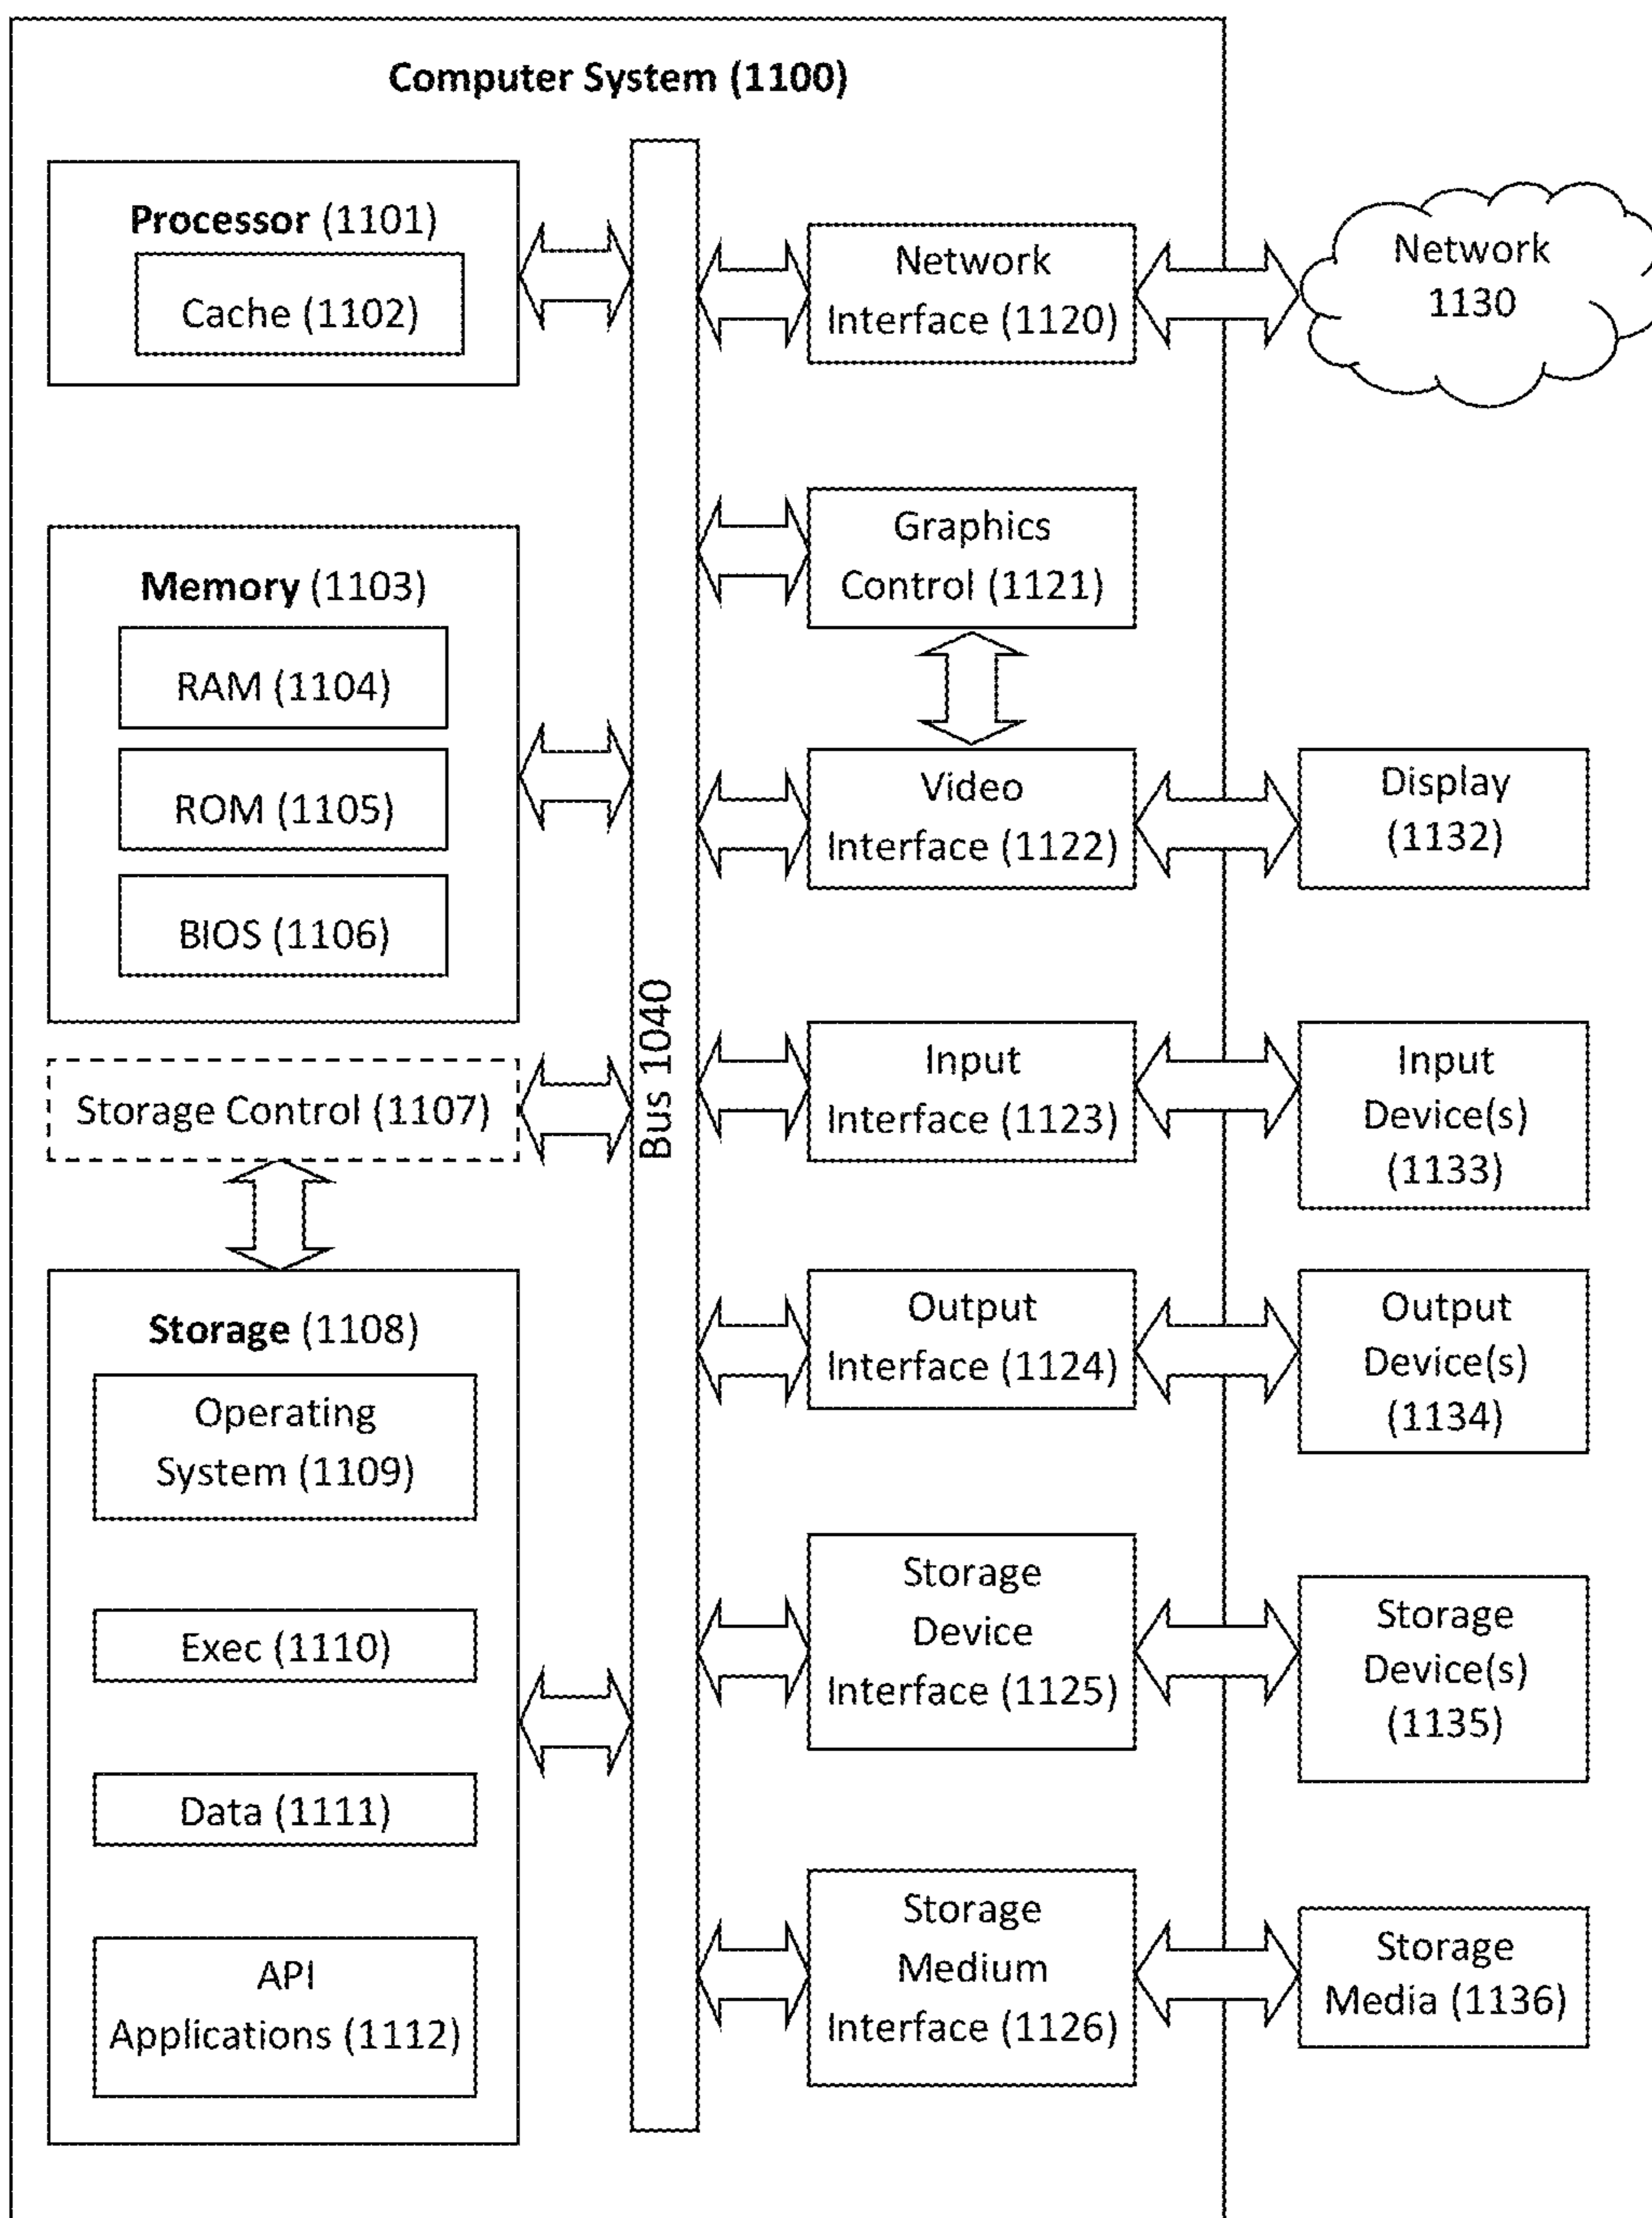 Computer System (1100)
Processor (1101)
Cache (1102)
Memory (1103)
RAM (1104)
ROM (1105)
BIOS (1106)
Storage Control (1107)
Storage (1108)
Operating
System (1109)
Exec (1110)
Data (1111)
API
Applications (1112)
Bus 1040
Network
Interface (1120)
Graphics
Control (1121)
Video
Interface (1122)
Input
Interface (1123)
Output
Interface (1124)
Storage
Device
Interface (1125)
Storage
Medium
Interface (1126)
Network
1130
Display
(1132)
Input
Device(s)
(1133)
Output
Device(s)
(1134)
Storage
Device(s)
(1135)
Storage
Media (1136)